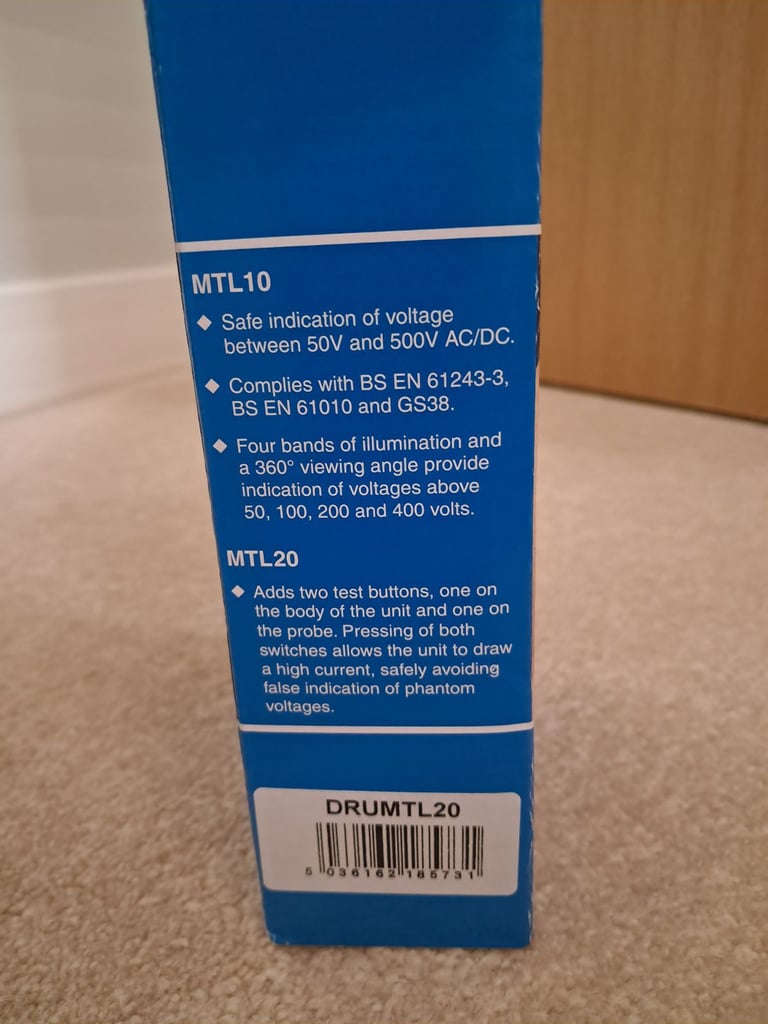 MTL10
◆ Safe indication of voltage
between 50V and 500V AC/DC.
◆ Complies with BS EN 61243-3,
BS EN 61010 and GS38.
◆ Four bands of illumination and
a 360° viewing angle provide
indication of voltages above
50, 100, 200 and 400 volts.
MTL20
◆ Adds two test buttons, one on
the body of the unit and one on
the probe. Pressing of both
switches allows the unit to draw
a high current, safely avoiding
false indication of phantom
voltages.
DRUMTL20
5 036162 185731